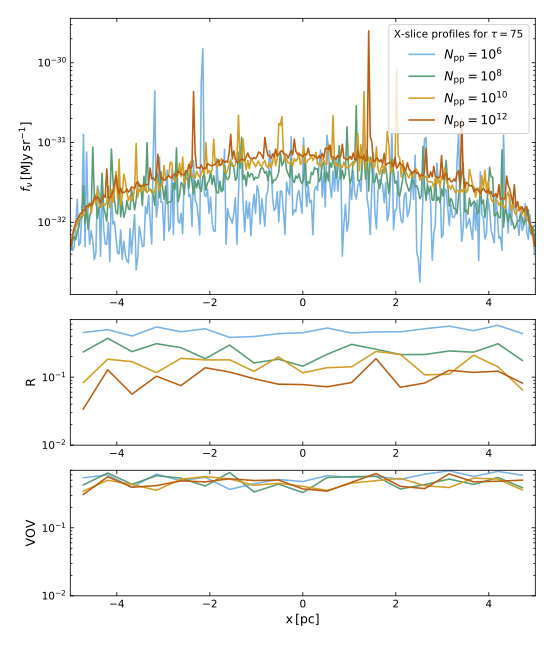 X-slice profiles for τ = 75
N_pp = 10^6
N_pp = 10^8
N_pp = 10^10
N_pp = 10^12
10^−30
10^−31
10^−32
f_ν [MJy sr^−1]
−4 −2 0 2 4
10^−1
10^−2
R
−4 −2 0 2 4
10^−1
10^−2
VOV
−4 −2 0 2 4
x [pc]